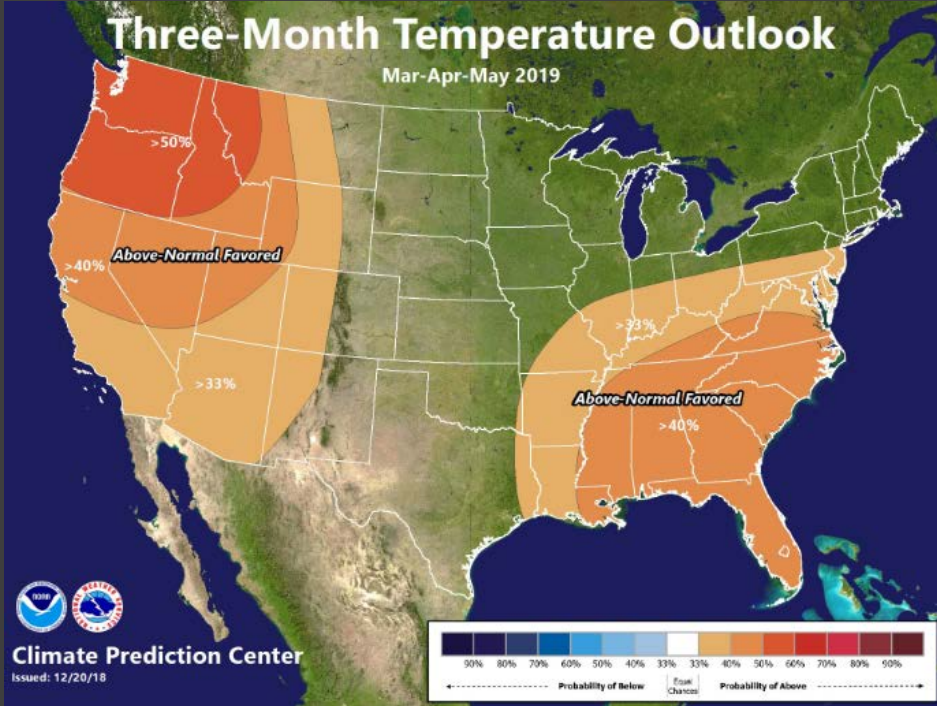 Three-Month Temperature Outlook
Mar-Apr-May 2019
>50%
Above-Normal Favored
>40%
>33%
>33%
Above-Normal Favored
>40%
NOAA
Climate Prediction Center
Issued: 12/20/18
90% 80% 70% 60% 50% 40% 33% 33% 40% 50% 60% 70% 80% 90%
Probability of Below Equal Chances Probability of Above